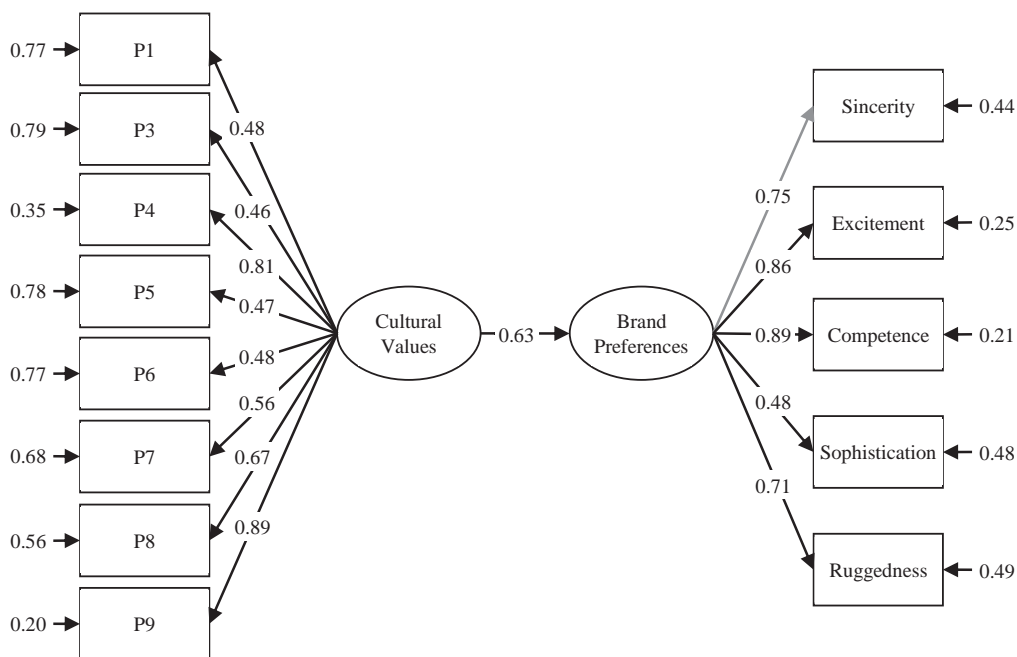 0.77
P1
0.48
0.79
P3
0.46
0.35
P4
0.81
0.78
P5
0.47
0.77
P6
0.48
0.68
P7
0.56
0.56
P8
0.67
0.20
P9
0.89
Cultural
Values
0.63
Brand
Preferences
0.75
Sincerity
0.44
0.86
Excitement
0.25
0.89
Competence
0.21
0.48
Sophistication
0.48
0.71
Ruggedness
0.49